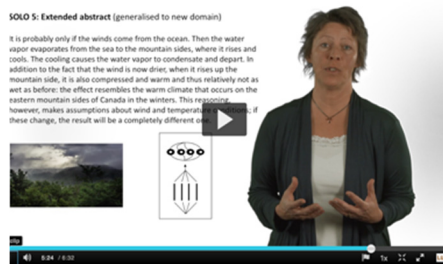 SOLO 5: Extended abstract (generalised to new domain)
It is probably only if the winds come from the ocean. Then the water
vapor evaporates from the sea to the mountain sides, where it rises and
cools. The cooling causes the water vapor to condensate and depart. In
addition to the fact that the wind is now drier, when it rises up the
mountain side, it is also compressed and warm and thus relatively not as
wet as before: the effect resembles the warm climate that occurs on the
eastern mountain sides of Canada in the winters. This reasoning,
however, makes assumptions about wind and temperature conditions; if
these change, the result will be a completely different one.
5:24 / 6:32
1x